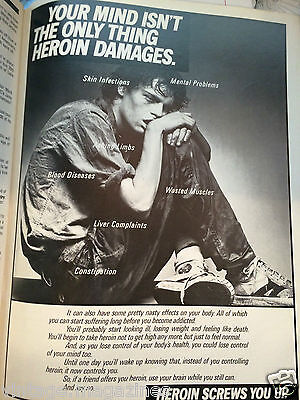 YOUR MIND ISN'T
THE ONLY THING
HEROIN DAMAGES.
Skin Infections
Mental Problems
Aching Limbs
Blood Diseases
Wasted Muscles
Liver Complaints
Constipation
It can also have some pretty nasty effects on your body. All of which
you can start suffering long before you become addicted.
You'll probably start looking ill, losing weight and feeling like death.
You'll begin to take heroin not to get high any more, but just to feel normal.
And, as you lose control of your body's health, you could lose control
of your mind too.
Until one day you'll wake up knowing that, instead of you controlling
heroin, it now controls you.
So, if a friend offers you heroin, use your brain while you still can.
And say no.
HEROIN SCREWS YOU UP